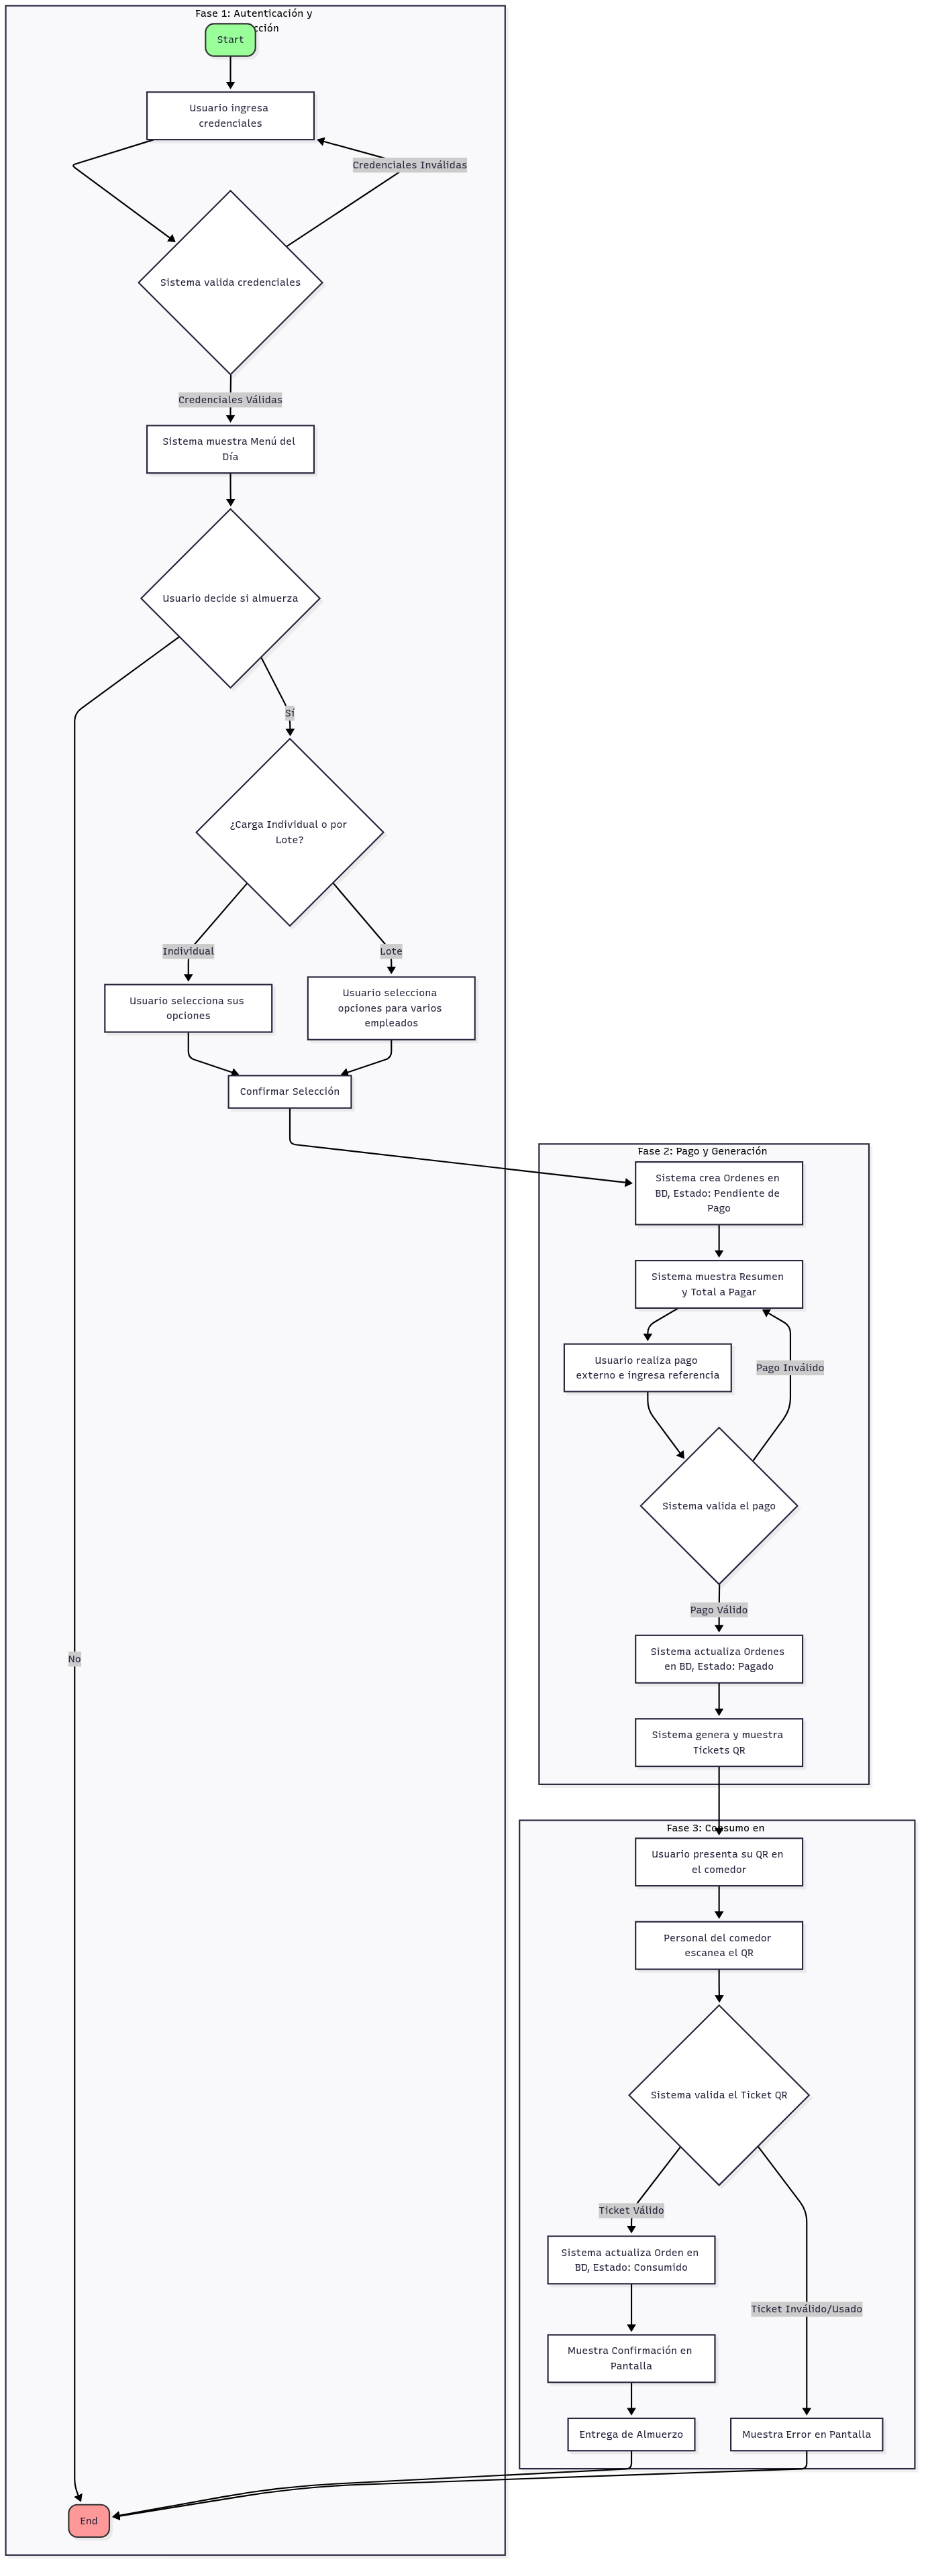 Fase 1: Autenticación y
cción
Start
Usuario ingresa
credenciales
Credenciales Inválidas
Sistema valida credenciales
Credenciales Válidas
Sistema muestra Menú del
Día
Usuario decide si almuerza
Sí
¿Carga Individual o por
Lote?
Individual
Lote
Usuario selecciona sus
opciones
Usuario selecciona
opciones para varios
empleados
Confirmar Selección
Fase 2: Pago y Generación
Sistema crea Ordenes en
BD, Estado: Pendiente de
Pago
Sistema muestra Resumen
y Total a Pagar
Usuario realiza pago
externo e ingresa referencia
Pago Inválido
Sistema valida el pago
Pago Válido
Sistema actualiza Ordenes
en BD, Estado: Pagado
No
Sistema genera y muestra
Tickets QR
Fase 3: Consumo en
Usuario presenta su QR en
el comedor
Personal del comedor
escanea el QR
Sistema valida el Ticket QR
Ticket Válido
Sistema actualiza Orden en
BD, Estado: Consumido
Ticket Inválido/Usado
Muestra Confirmación en
Pantalla
Entrega de Almuerzo
Muestra Error en Pantalla
End